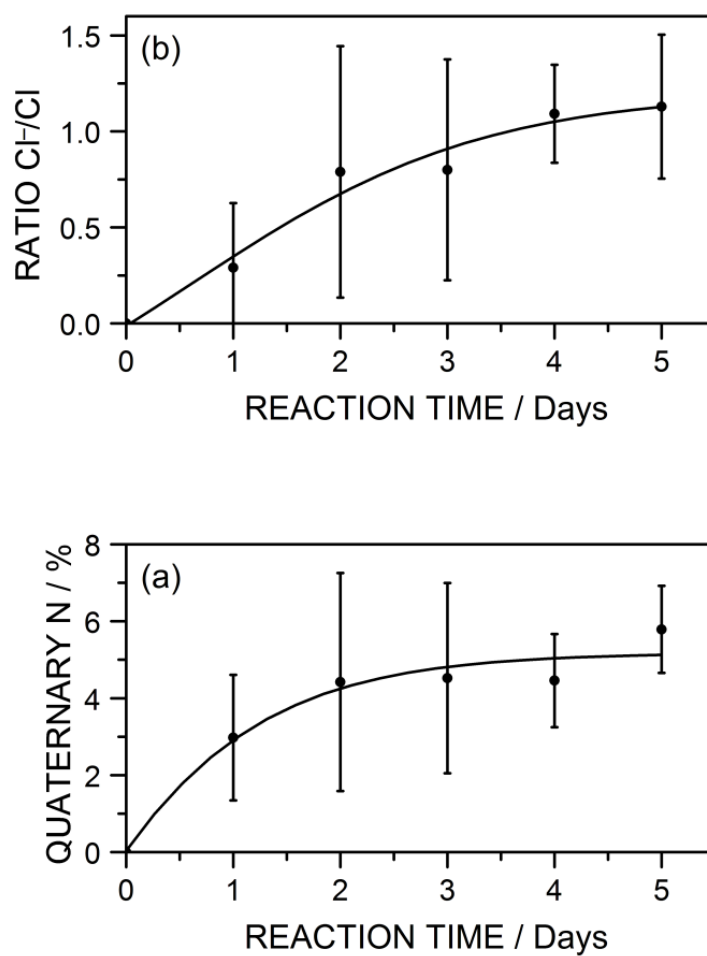 (b)
RATIO Cl⁻/Cl
1.5
1.0
0.5
0.0
0 1 2 3 4 5
REACTION TIME / Days
(a)
QUATERNARY N / %
8
6
4
2
0
0 1 2 3 4 5
REACTION TIME / Days